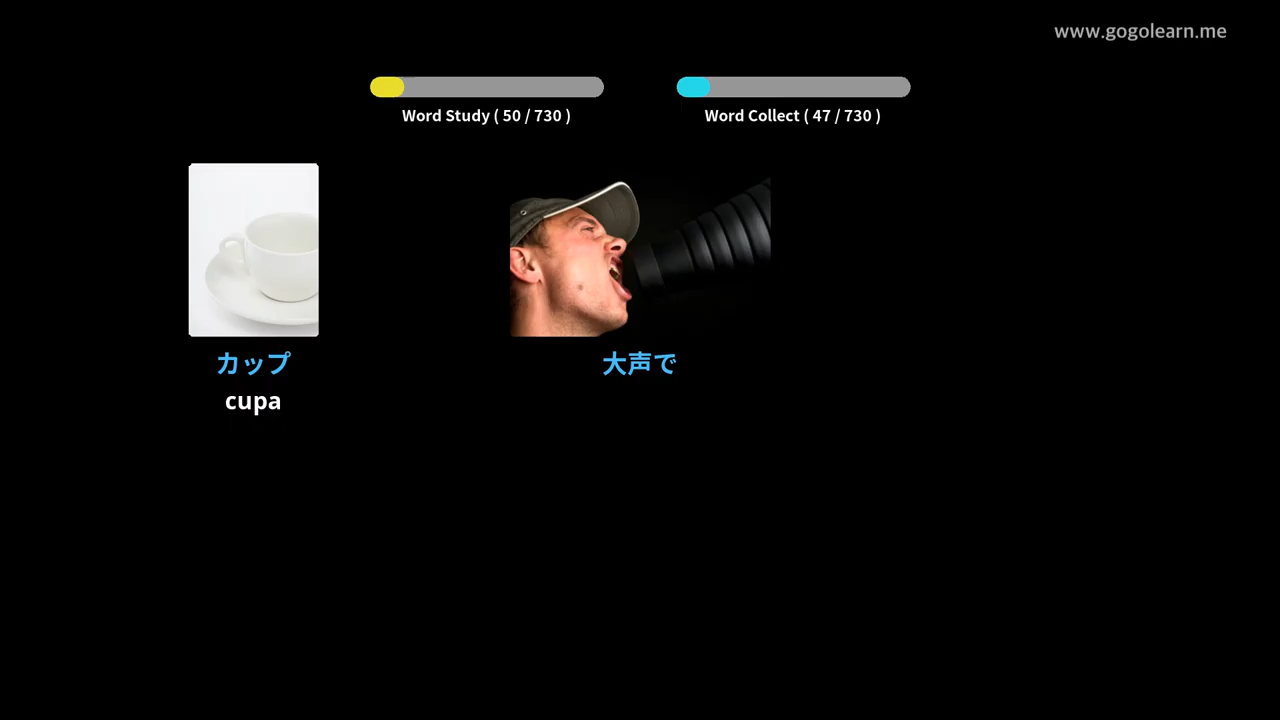 www.gogolearn.me
Word Study ( 50 / 730 )
Word Collect ( 47 / 730 )
カップ
cupa
大声で